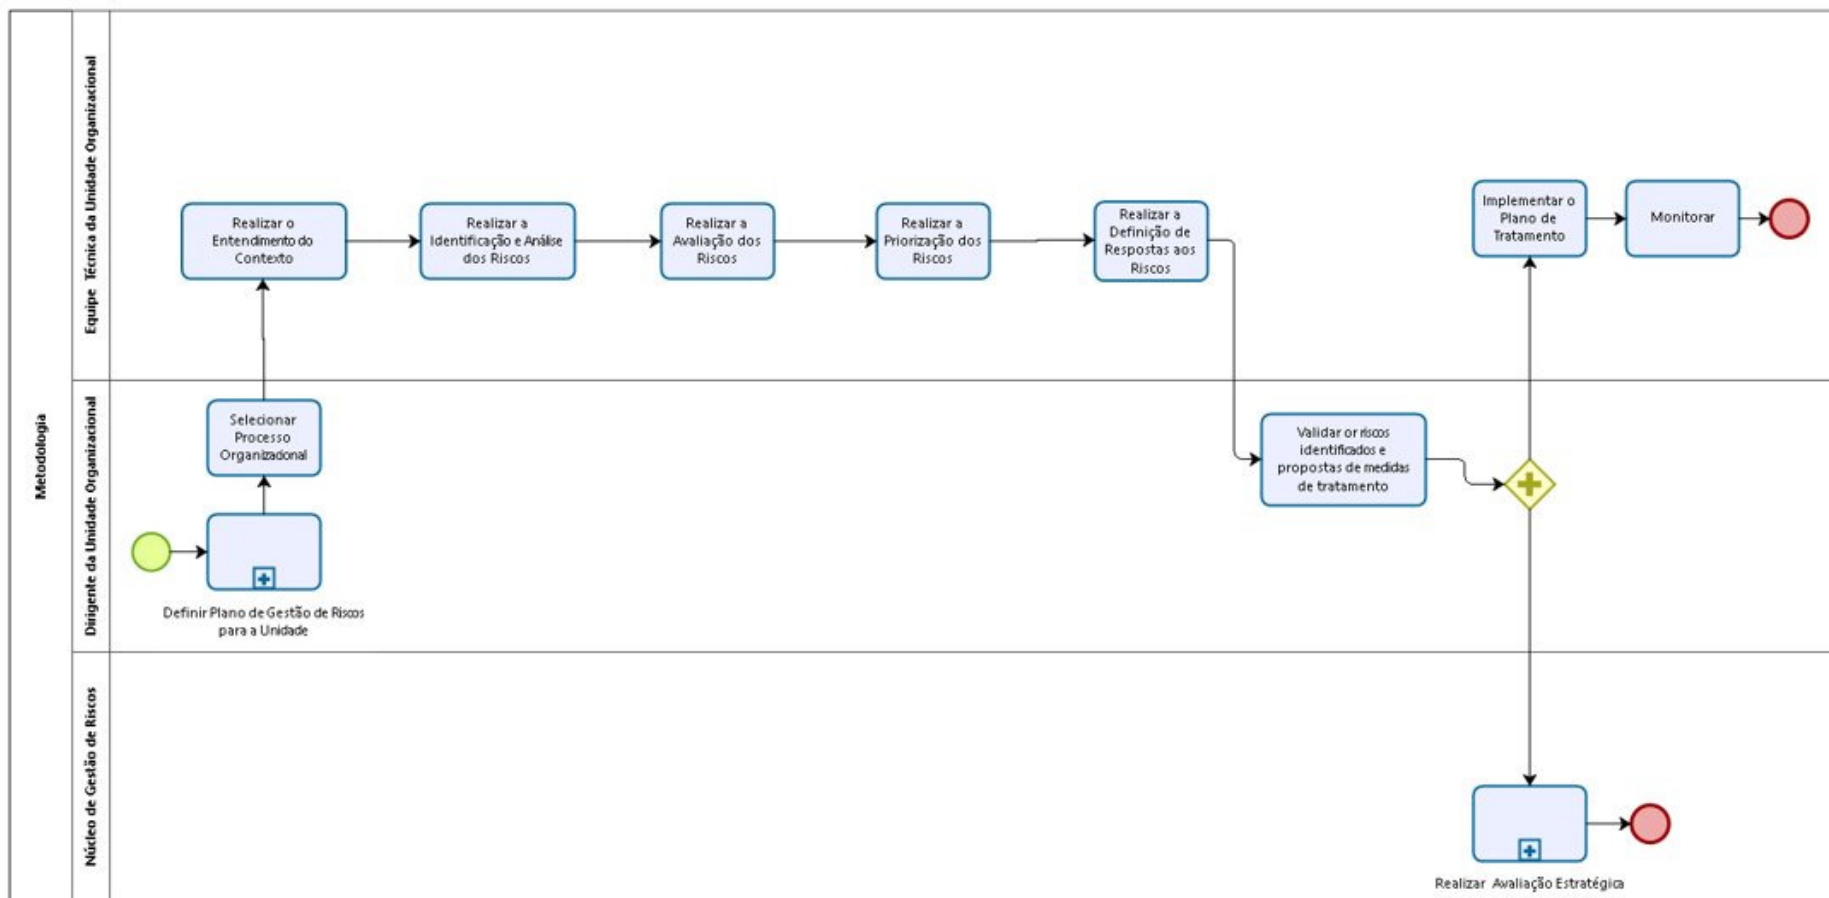 Metodologia
Equipe Técnica da Unidade Organizacional
Realizar o
Entendimento do
Contexto
Realizar a
Identificação e Análise
dos Riscos
Realizar a
Avaliação dos
Riscos
Realizar a
Priorização dos
Riscos
Realizar a
Definição de
Respostas aos
Riscos
Implementar o
Plano de
Tratamento
Monitorar
Dirigente da Unidade Organizacional
Selecionar
Processo
Organizacional
Definir Plano de Gestão de Riscos
para a Unidade
Validar or riscos
identificados e
propostas de medidas
de tratamento
Núcleo de Gestão de Riscos
Realizar Avaliação Estratégica